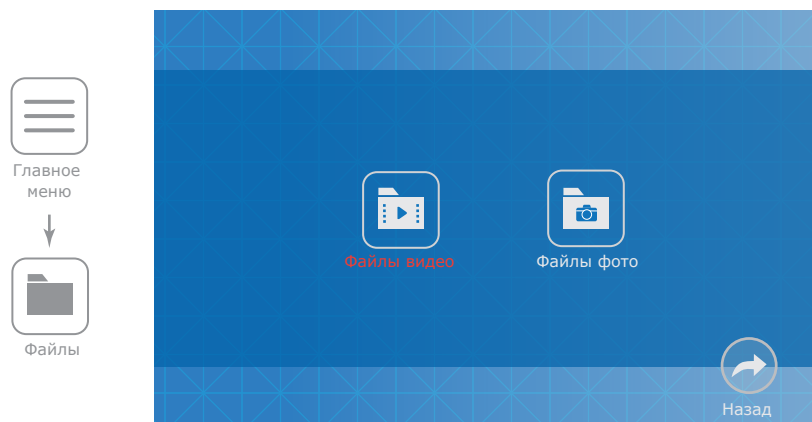 Главное
меню
Файлы
Файлы видео
Файлы фото
Назад